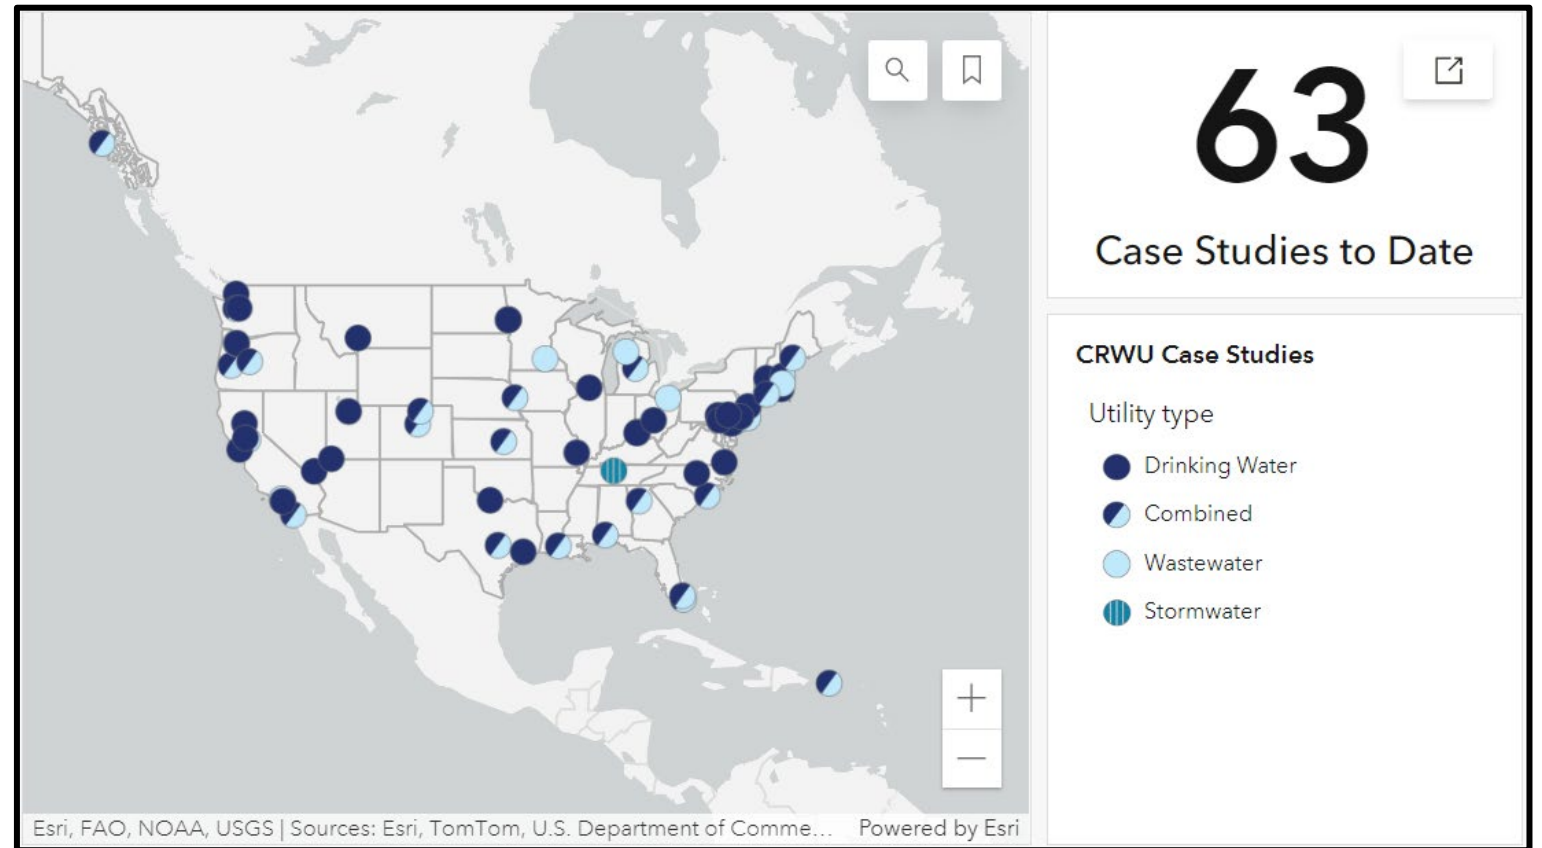 63
Case Studies to Date
CRWU Case Studies
Utility type
Drinking Water
Combined
Wastewater
Stormwater
Esri, FAO, NOAA, USGS | Sources: Esri, TomTom, U.S. Department of Comme...
Powered by Esri